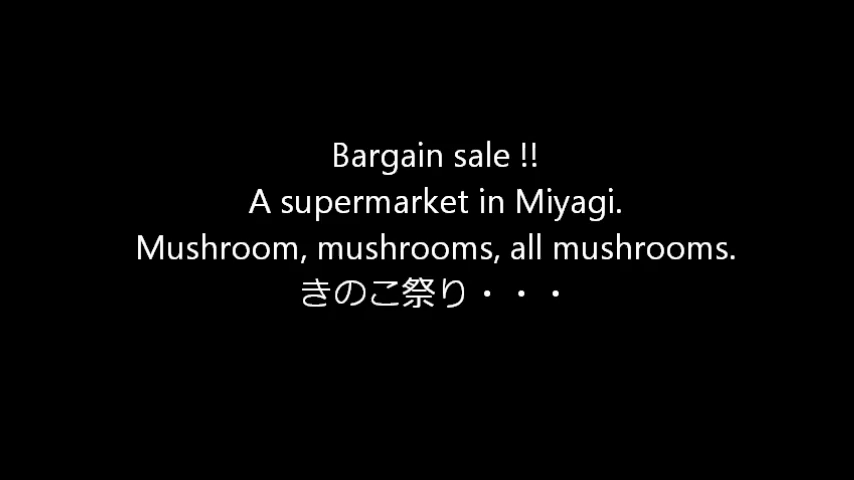 Bargain sale !!
A supermarket in Miyagi.
Mushroom, mushrooms, all mushrooms.
きのこ祭り・・・